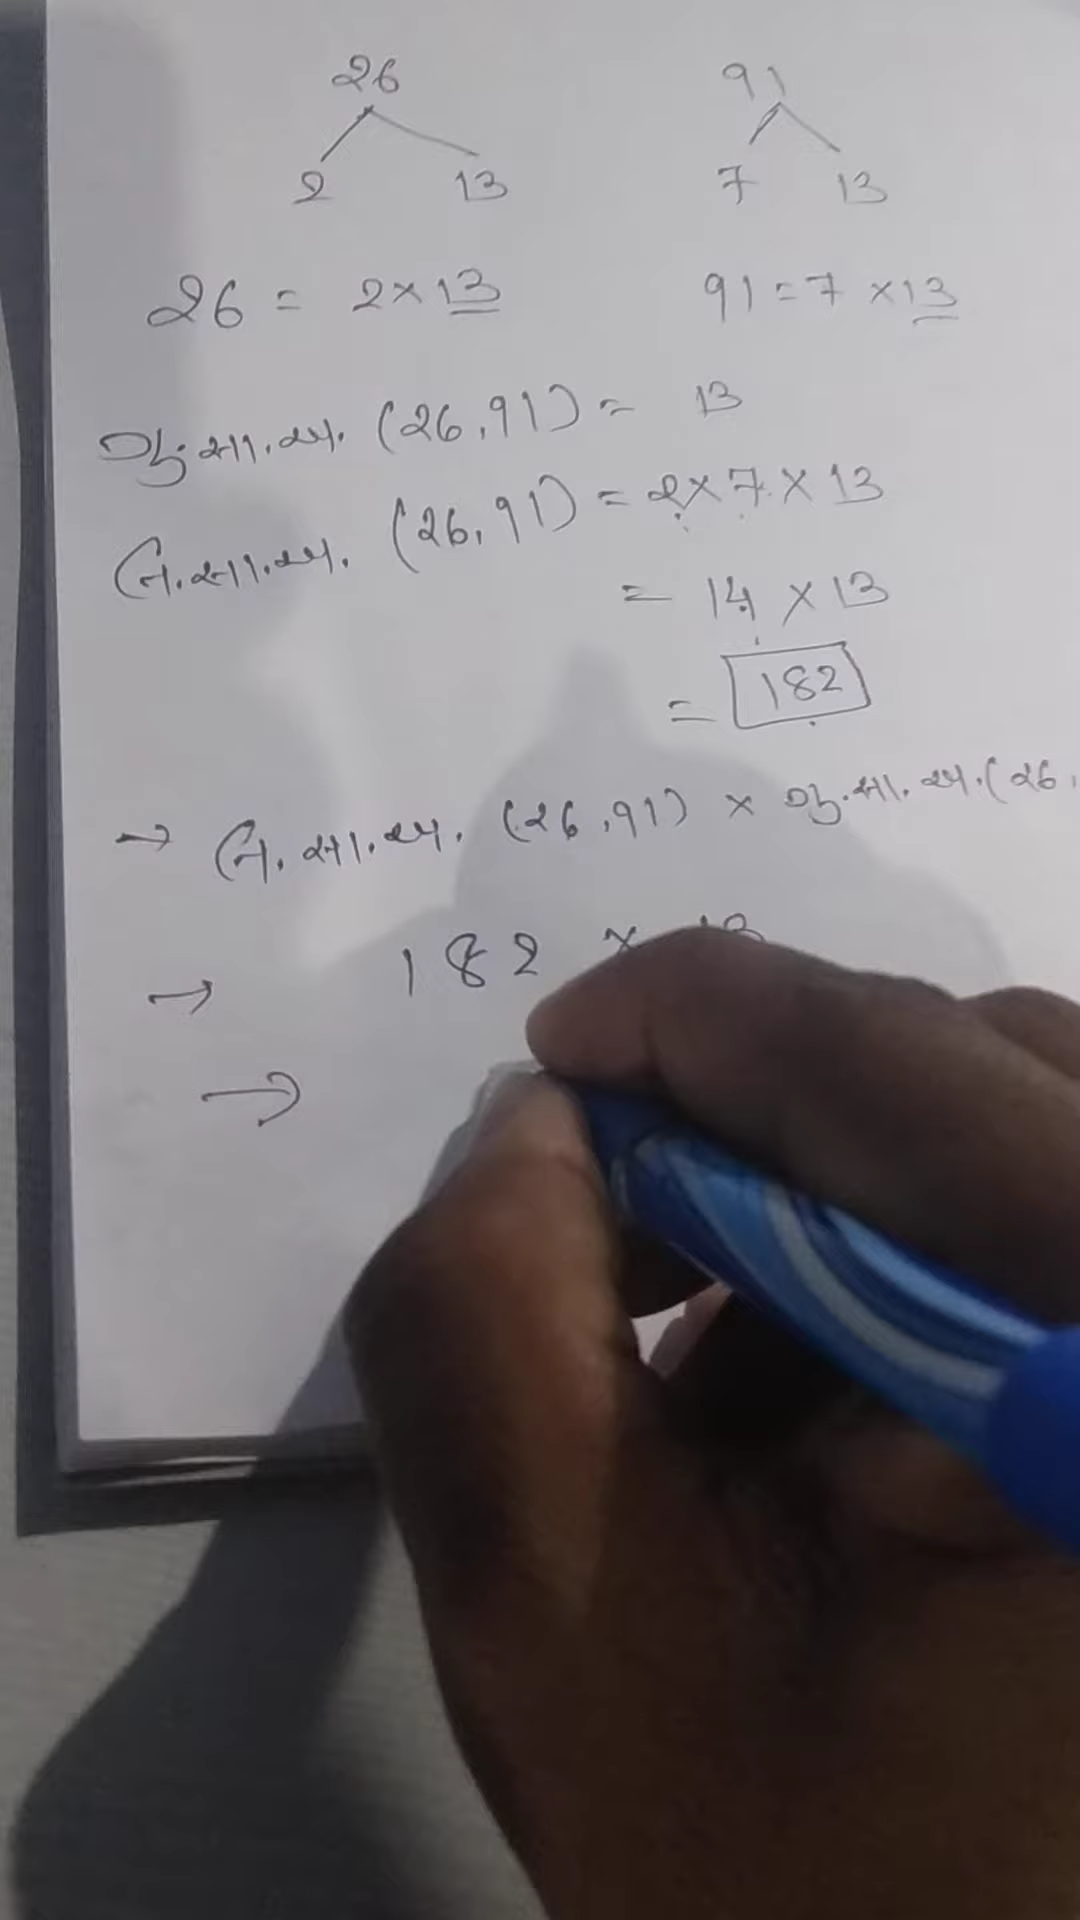 26 91
2 13 7 13
26 = 2 × 13 91 = 7 × 13
ગુ.સા.અ. (26, 91) = 13
લ.સા.અ. (26, 91) = 2 × 7 × 13
= 14 × 13
= 182
→ લ.સા.અ. (26, 91) × ગુ.સા.અ. (26,
→ 182 × 13
→